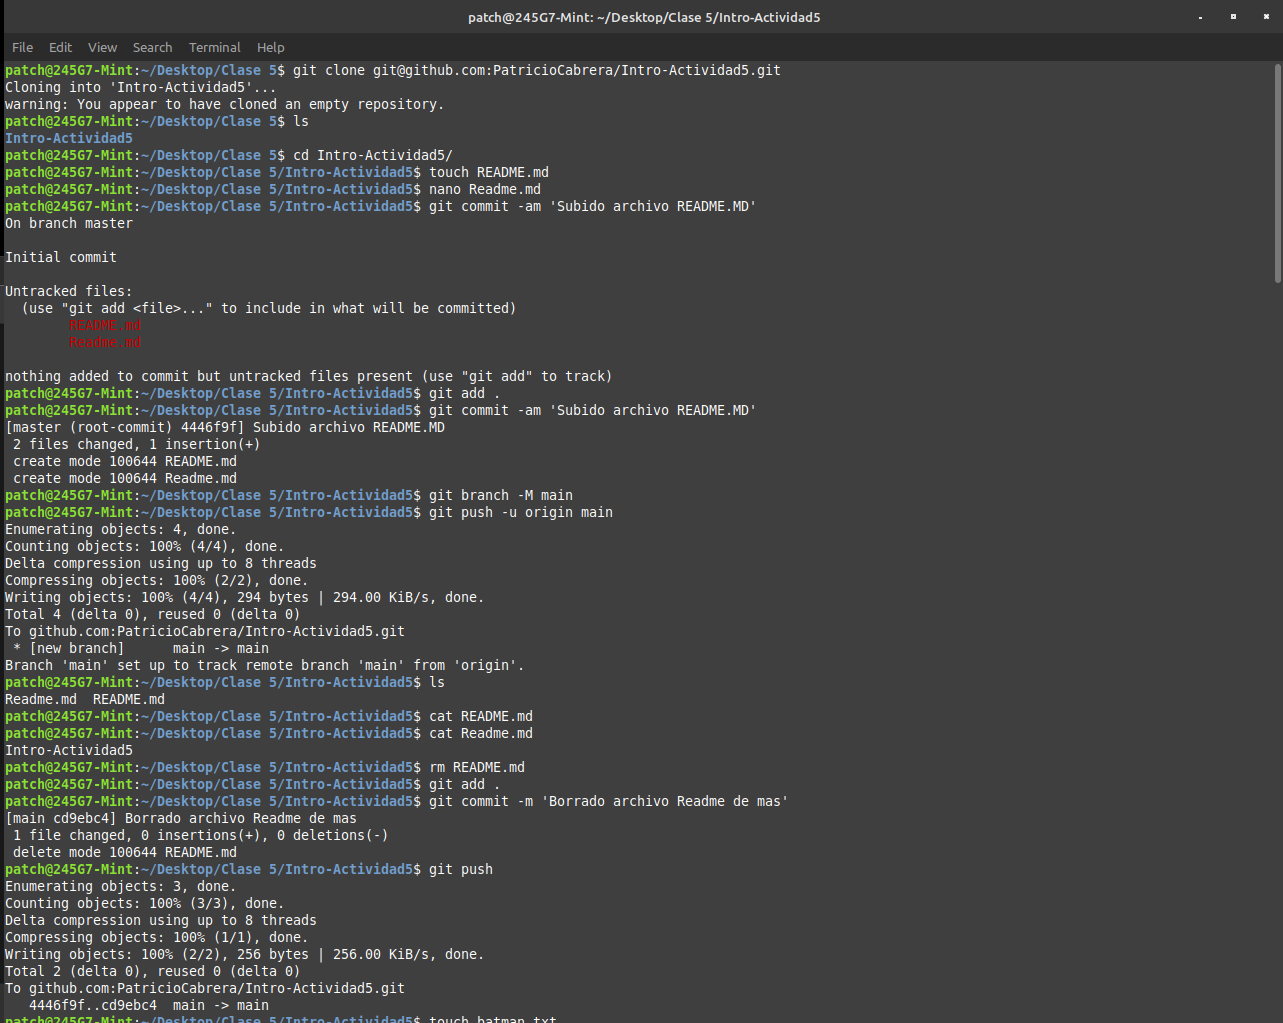 patch@245G7-Mint: ~/Desktop/Clase 5/Intro-Actividad5
File Edit View Search Terminal Help
patch@245G7-Mint:~/Desktop/Clase 5$ git clone git@github.com:PatricioCabrera/Intro-Actividad5.git
Cloning into 'Intro-Actividad5'...
warning: You appear to have cloned an empty repository.
patch@245G7-Mint:~/Desktop/Clase 5$ ls
Intro-Actividad5
patch@245G7-Mint:~/Desktop/Clase 5$ cd Intro-Actividad5/
patch@245G7-Mint:~/Desktop/Clase 5/Intro-Actividad5$ touch README.md
patch@245G7-Mint:~/Desktop/Clase 5/Intro-Actividad5$ nano Readme.md
patch@245G7-Mint:~/Desktop/Clase 5/Intro-Actividad5$ git commit -am 'Subido archivo README.MD'
On branch master
Initial commit
Untracked files:
  (use "git add <file>..." to include in what will be committed)
        README.md
        Readme.md
nothing added to commit but untracked files present (use "git add" to track)
patch@245G7-Mint:~/Desktop/Clase 5/Intro-Actividad5$ git add .
patch@245G7-Mint:~/Desktop/Clase 5/Intro-Actividad5$ git commit -am 'Subido archivo README.MD'
[master (root-commit) 4446f9f] Subido archivo README.MD
 2 files changed, 1 insertion(+)
 create mode 100644 README.md
 create mode 100644 Readme.md
patch@245G7-Mint:~/Desktop/Clase 5/Intro-Actividad5$ git branch -M main
patch@245G7-Mint:~/Desktop/Clase 5/Intro-Actividad5$ git push -u origin main
Enumerating objects: 4, done.
Counting objects: 100% (4/4), done.
Delta compression using up to 8 threads
Compressing objects: 100% (2/2), done.
Writing objects: 100% (4/4), 294 bytes | 294.00 KiB/s, done.
Total 4 (delta 0), reused 0 (delta 0)
To github.com:PatricioCabrera/Intro-Actividad5.git
 * [new branch]      main -> main
Branch 'main' set up to track remote branch 'main' from 'origin'.
patch@245G7-Mint:~/Desktop/Clase 5/Intro-Actividad5$ ls
Readme.md  README.md
patch@245G7-Mint:~/Desktop/Clase 5/Intro-Actividad5$ cat README.md
patch@245G7-Mint:~/Desktop/Clase 5/Intro-Actividad5$ cat Readme.md
Intro-Actividad5
patch@245G7-Mint:~/Desktop/Clase 5/Intro-Actividad5$ rm README.md
patch@245G7-Mint:~/Desktop/Clase 5/Intro-Actividad5$ git add .
patch@245G7-Mint:~/Desktop/Clase 5/Intro-Actividad5$ git commit -m 'Borrado archivo Readme de mas'
[main cd9ebc4] Borrado archivo Readme de mas
 1 file changed, 0 insertions(+), 0 deletions(-)
 delete mode 100644 README.md
patch@245G7-Mint:~/Desktop/Clase 5/Intro-Actividad5$ git push
Enumerating objects: 3, done.
Counting objects: 100% (3/3), done.
Delta compression using up to 8 threads
Compressing objects: 100% (1/1), done.
Writing objects: 100% (2/2), 256 bytes | 256.00 KiB/s, done.
Total 2 (delta 0), reused 0 (delta 0)
To github.com:PatricioCabrera/Intro-Actividad5.git
   4446f9f..cd9ebc4  main -> main
patch@245G7-Mint:~/Desktop/Clase 5/Intro-Actividad5$ touch batman.txt